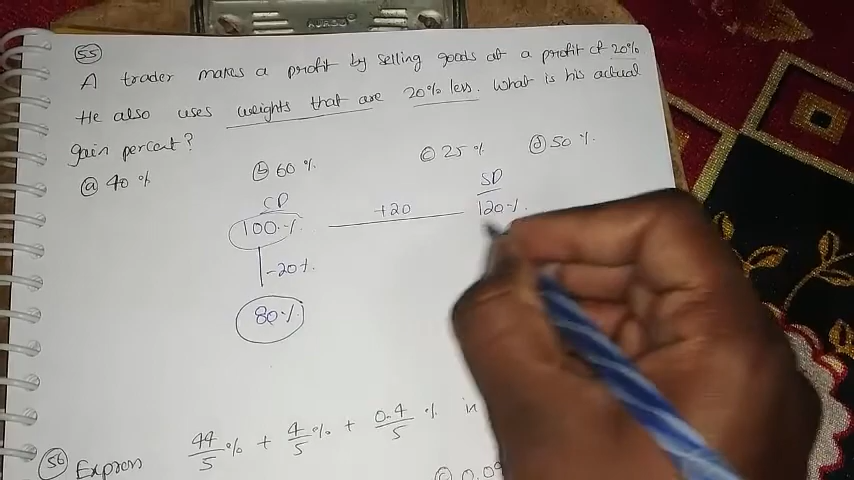 55
A trader makes a profit by selling goods at a profit of 20%
He also uses weights that are 20% less. What is his actual
gain percent?
a 40 % b 60 % c 25 % d 50 %.
CP SP
100% +20 120%.
-20%.
80%
56 Express 44/5 % + 4/5 % + 0.4/5 % in
c 0.09